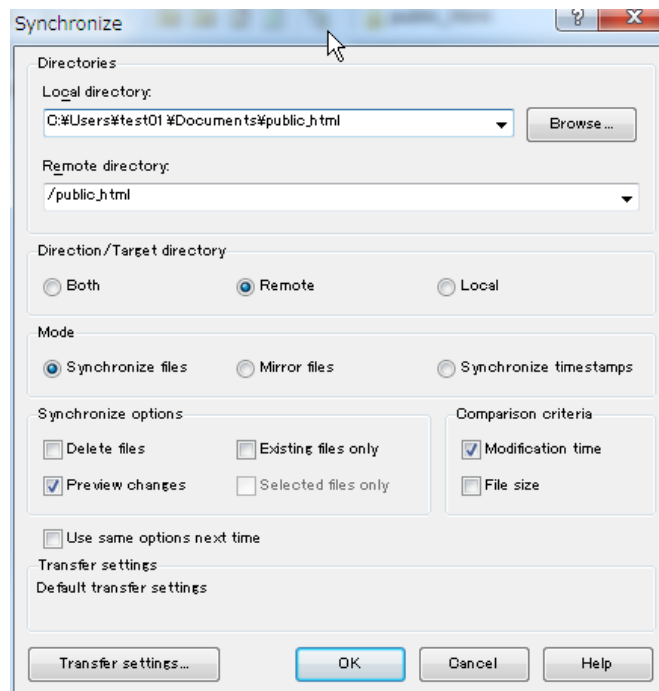 Synchronize
Directories
Local directory:
C:¥Users¥test01¥Documents¥public_html
Browse...
Remote directory:
/public_html
Direction/Target directory
Both Remote Local
Mode
Synchronize files Mirror files Synchronize timestamps
Synchronize options Comparison criteria
Delete files Existing files only Modification time
Preview changes Selected files only File size
Use same options next time
Transfer settings
Default transfer settings
Transfer settings... OK Cancel Help